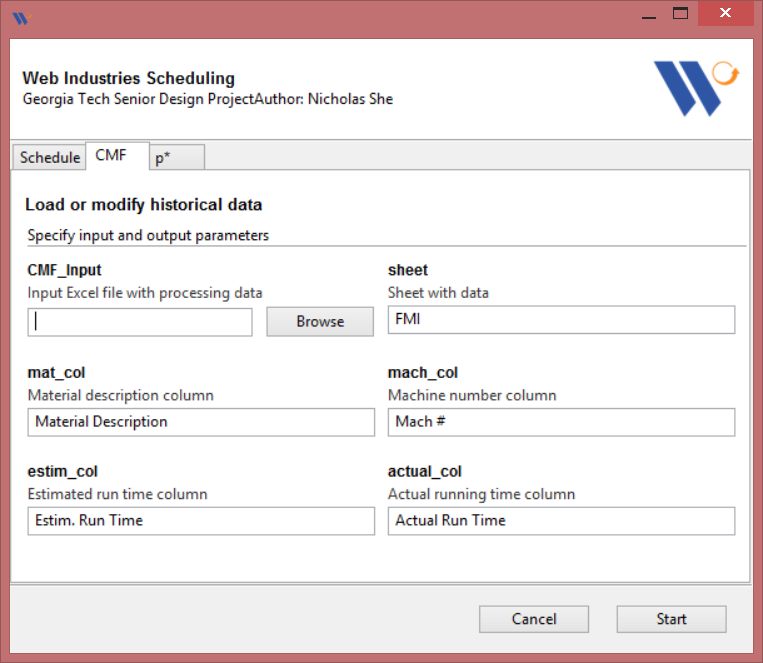 Web Industries Scheduling
Georgia Tech Senior Design ProjectAuthor: Nicholas She
Schedule
CMF
p*
Load or modify historical data
Specify input and output parameters
CMF_Input
Input Excel file with processing data
Browse
sheet
Sheet with data
FMI
mat_col
Material description column
Material Description
mach_col
Machine number column
Mach #
estim_col
Estimated run time column
Estim. Run Time
actual_col
Actual running time column
Actual Run Time
Cancel
Start